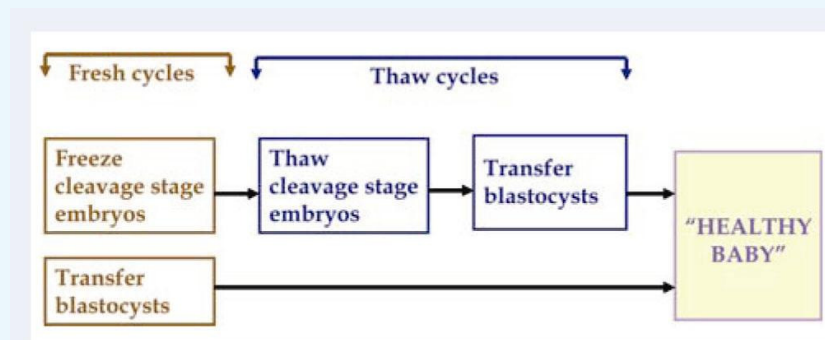 Fresh cycles
Thaw cycles
Freeze
cleavage stage
embryos
Thaw
cleavage stage
embryos
Transfer
blastocysts
"HEALTHY
BABY"
Transfer
blastocysts